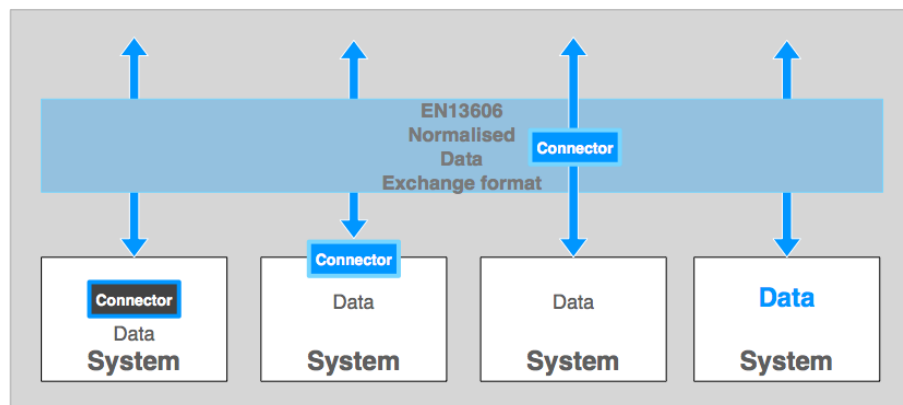 EN13606
Normalised
Data
Exchange format
Connector
Connector
Data
System
Connector
Data
System
Data
System
Data
System